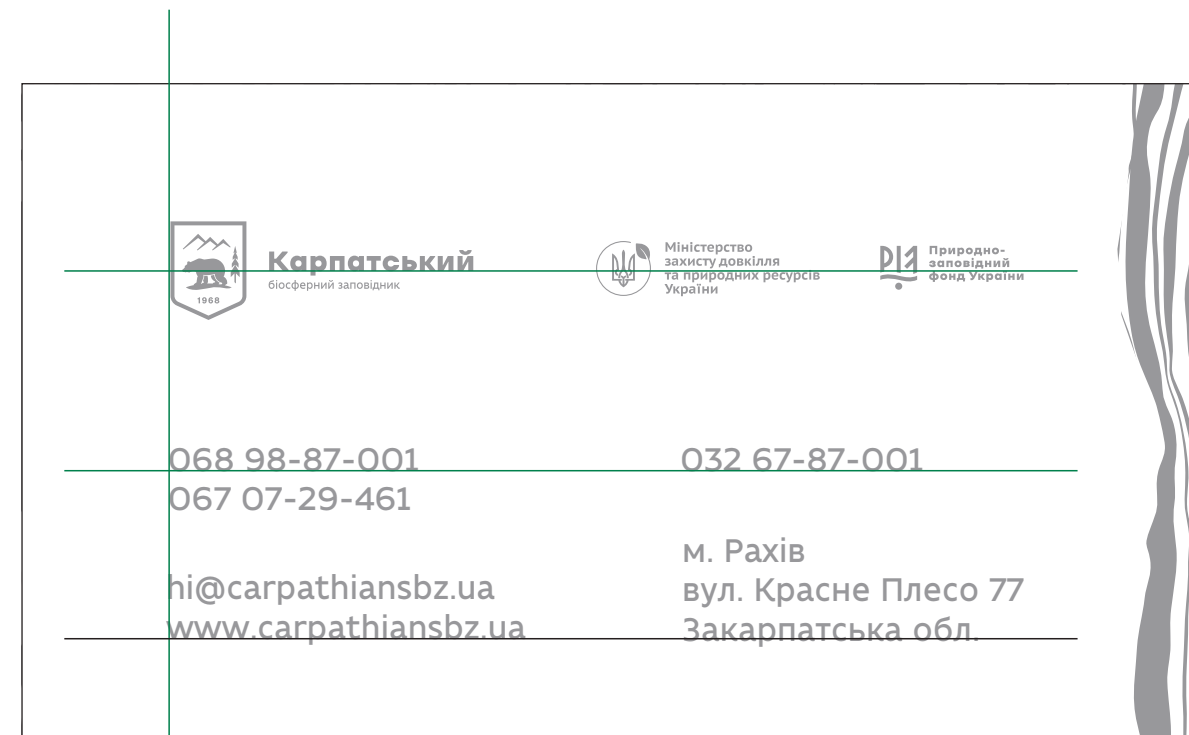 1968
Карпатський
біосферний заповідник
Міністерство
захисту довкілля
та природних ресурсів
України
Природно-
заповідний
фонд України
068 98-87-001
067 07-29-461
032 67-87-001
hi@carpathiansbz.ua
www.carpathiansbz.ua
м. Рахів
вул. Красне Плесо 77
Закарпатська обл.